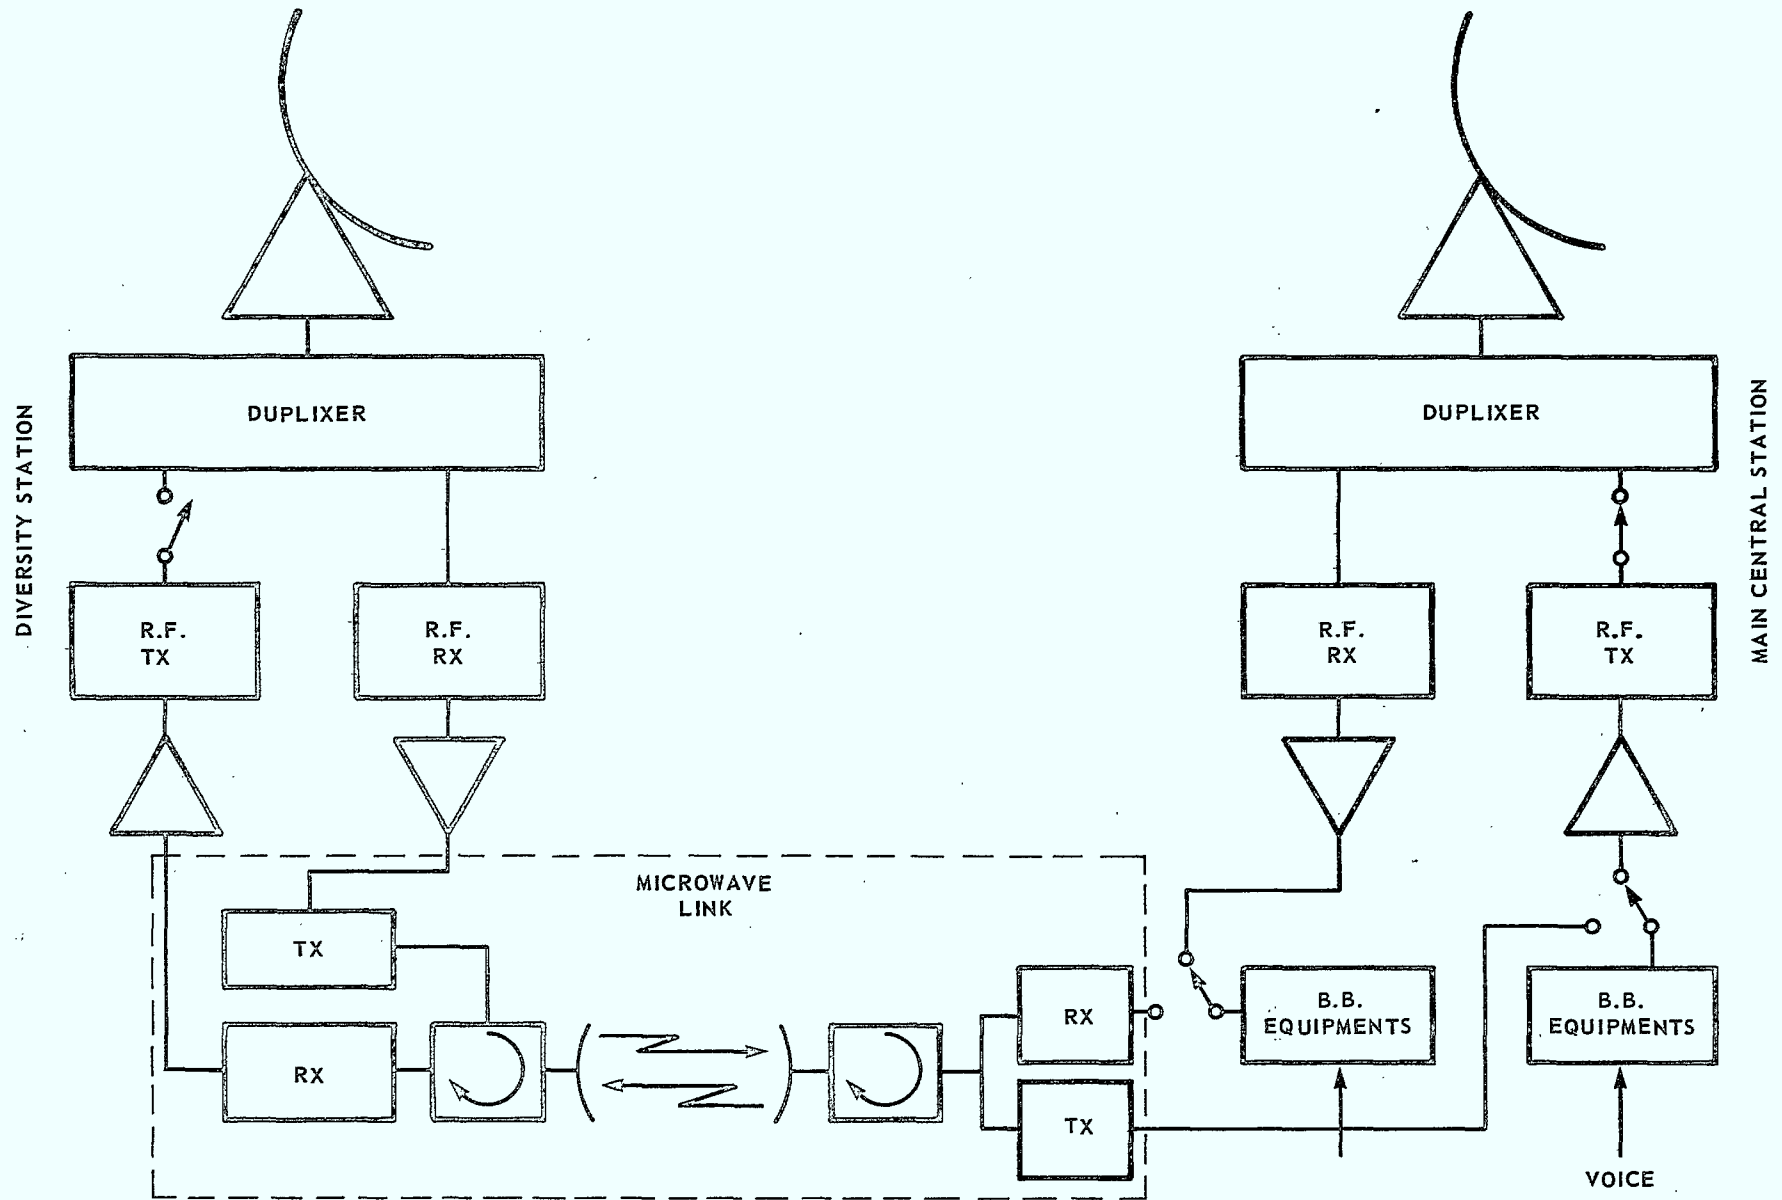 DIVERSITY STATION
MAIN CENTRAL STATION
DUPLIXER
DUPLIXER
R.F.
TX
R.F.
RX
R.F.
RX
R.F.
TX
MICROWAVE
LINK
TX
RX
RX
TX
B.B.
EQUIPMENTS
B.B.
EQUIPMENTS
VOICE